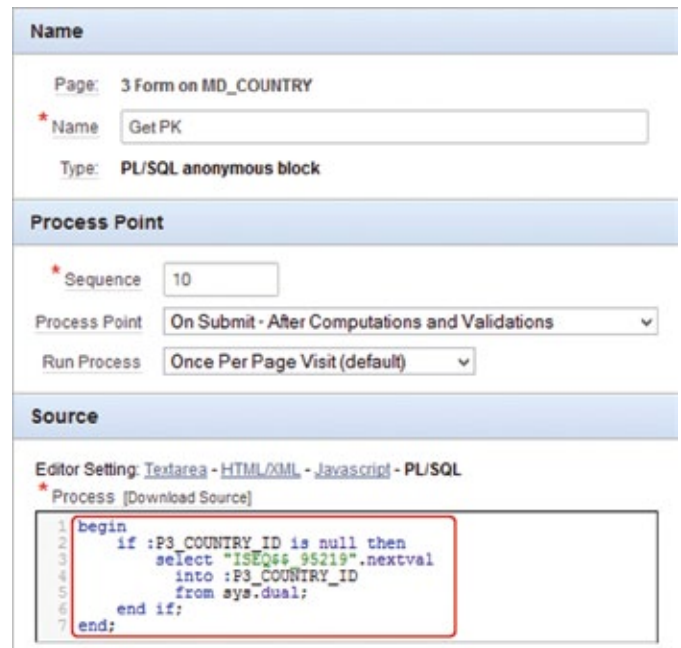 Name
Page: 3 Form on MD_COUNTRY
* Name Get PK
Type: PL/SQL anonymous block
Process Point
* Sequence 10
Process Point On Submit - After Computations and Validations
Run Process Once Per Page Visit (default)
Source
Editor Setting: Textarea - HTML/XML - Javascript - PL/SQL
* Process [Download Source]
1 begin
2 if :P3_COUNTRY_ID is null then
3 select "ISEQ$$_95219".nextval
4 into :P3_COUNTRY_ID
5 from sys.dual;
6 end if;
7 end;